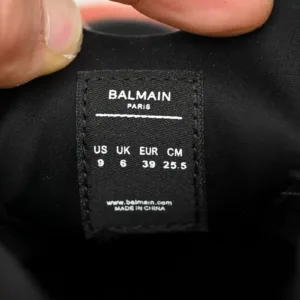 BALMAIN
PARIS
US UK EUR CM
9 6 39 25.5
www.balmain.com
MADE IN CHINA